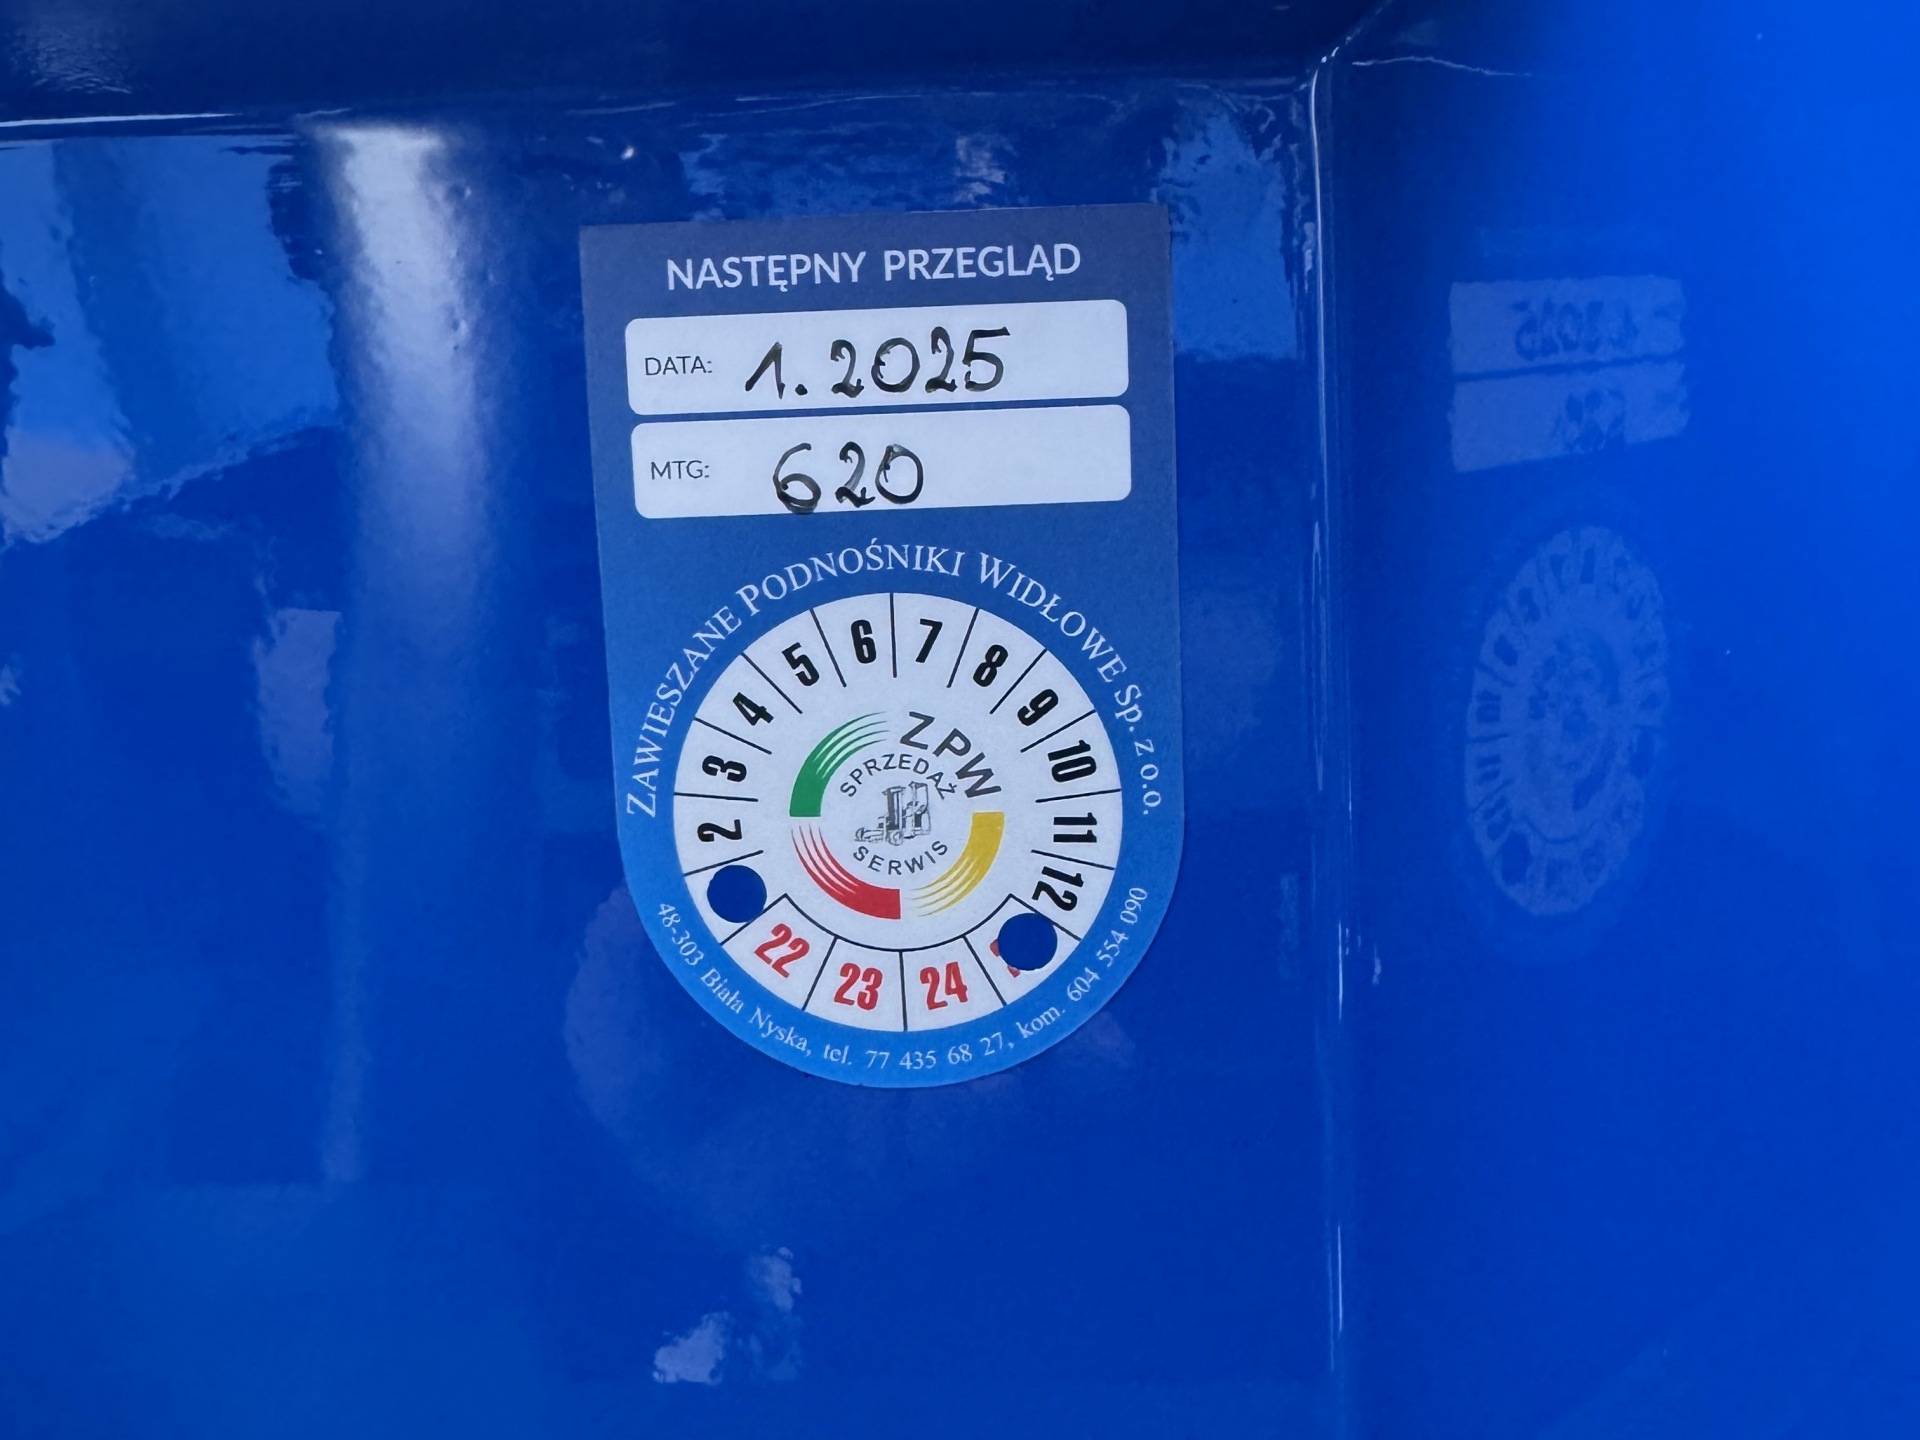 NASTĘPNY PRZEGLĄD
DATA: 1.2025
MTG: 620
ZAWIESZANE PODNOŚNIKI WIDŁOWE Sp. z o.o.
2 3 4 5 6 7 8 9 10 11 12
ZPW
SPRZEDAŻ
SERWIS
22 23 24
48-303 Biała Nyska, tel. 77 435 68 27, kom. 604 554 090